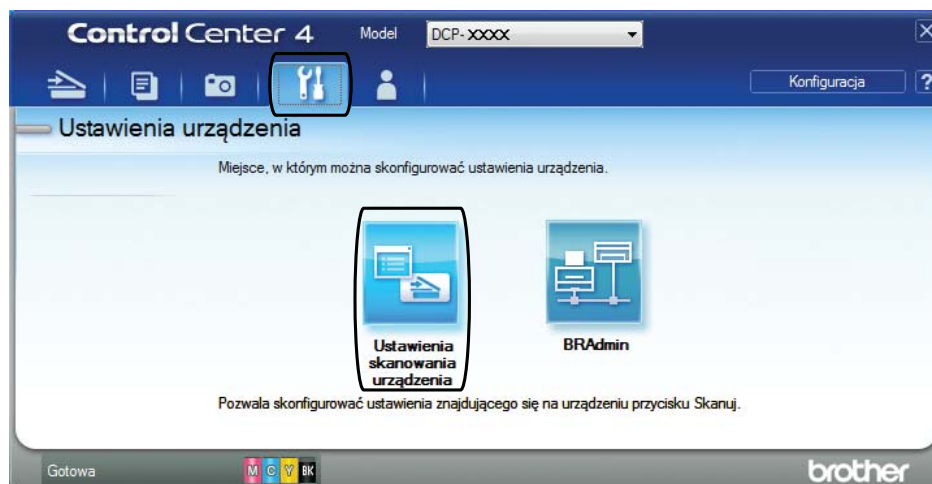 Control Center 4
Model
DCP-XXXX
Konfiguracja
?
Ustawienia urządzenia
Miejsce, w którym można skonfigurować ustawienia urządzenia.
Ustawienia
skanowania
urządzenia
BRAdmin
Pozwala skonfigurować ustawienia znajdującego się na urządzeniu przycisku Skanuj.
Gotowa
M C Y BK
brother